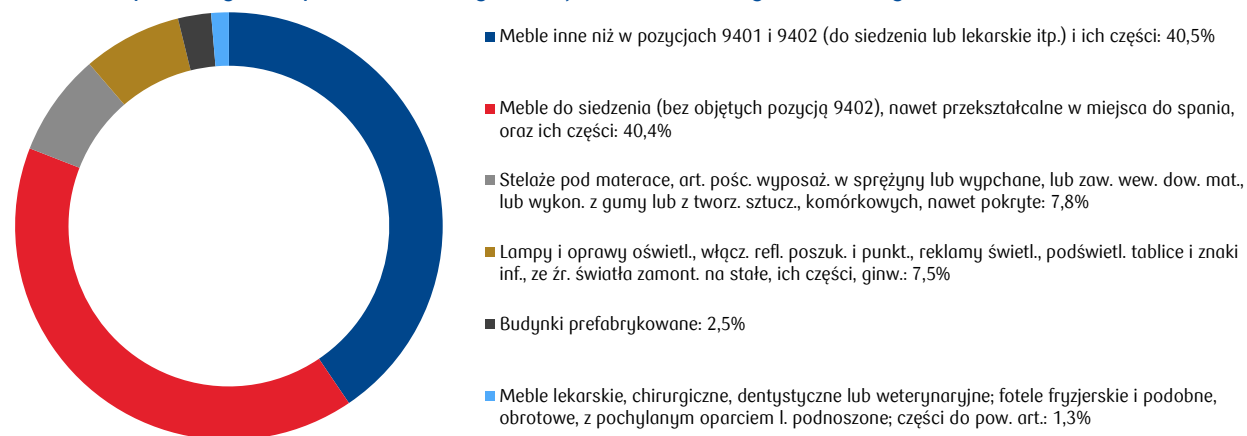 Meble inne niż w pozycjach 9401 i 9402 (do siedzenia lub lekarskie itp.) i ich części: 40,5%
Meble do siedzenia (bez objętych pozycją 9402), nawet przekształcalne w miejsca do spania,
oraz ich części: 40,4%
Stelaże pod materace, art. pośc. wyposaż. w sprężyny lub wypchane, lub zaw. wew. dow. mat.,
lub wykon. z gumy lub z tworz. sztucz., komórkowych, nawet pokryte: 7,8%
Lampy i oprawy oświetl., włącz. refl. poszuk. i punkt., reklamy świetl., podświetl. tablice i znaki
inf., ze źr. światła zamont. na stałe, ich części, ginw.: 7,5%
Budynki prefabrykowane: 2,5%
Meble lekarskie, chirurgiczne, dentystyczne lub weterynaryjne; fotele fryzjerskie i podobne,
obrotowe, z pochylanym oparciem l. podnoszone; części do pow. art.: 1,3%